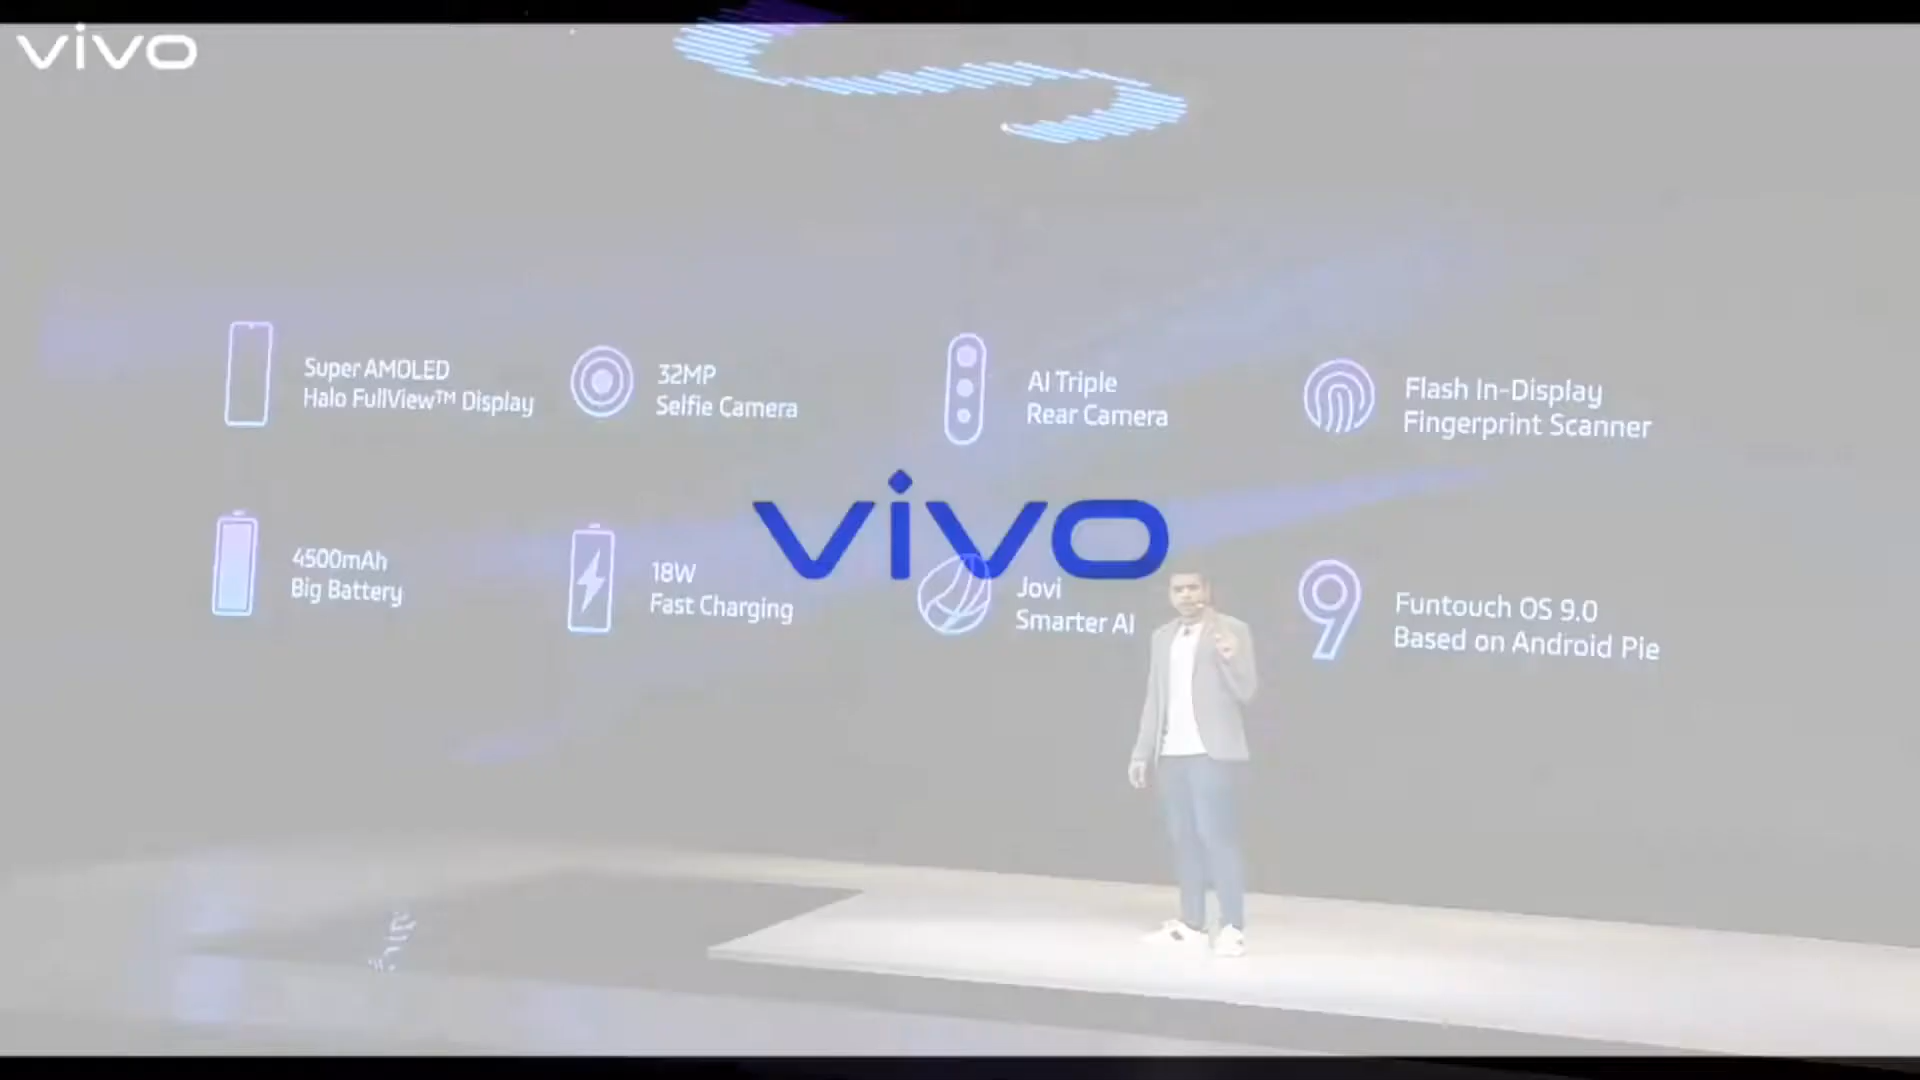 vivo
Super AMOLED
Halo FullView™ Display
32MP
Selfie Camera
AI Triple
Rear Camera
Flash In-Display
Fingerprint Scanner
vivo
4500mAh
Big Battery
18W
Fast Charging
Jovi
Smarter AI
9
Funtouch OS 9.0
Based on Android Pie